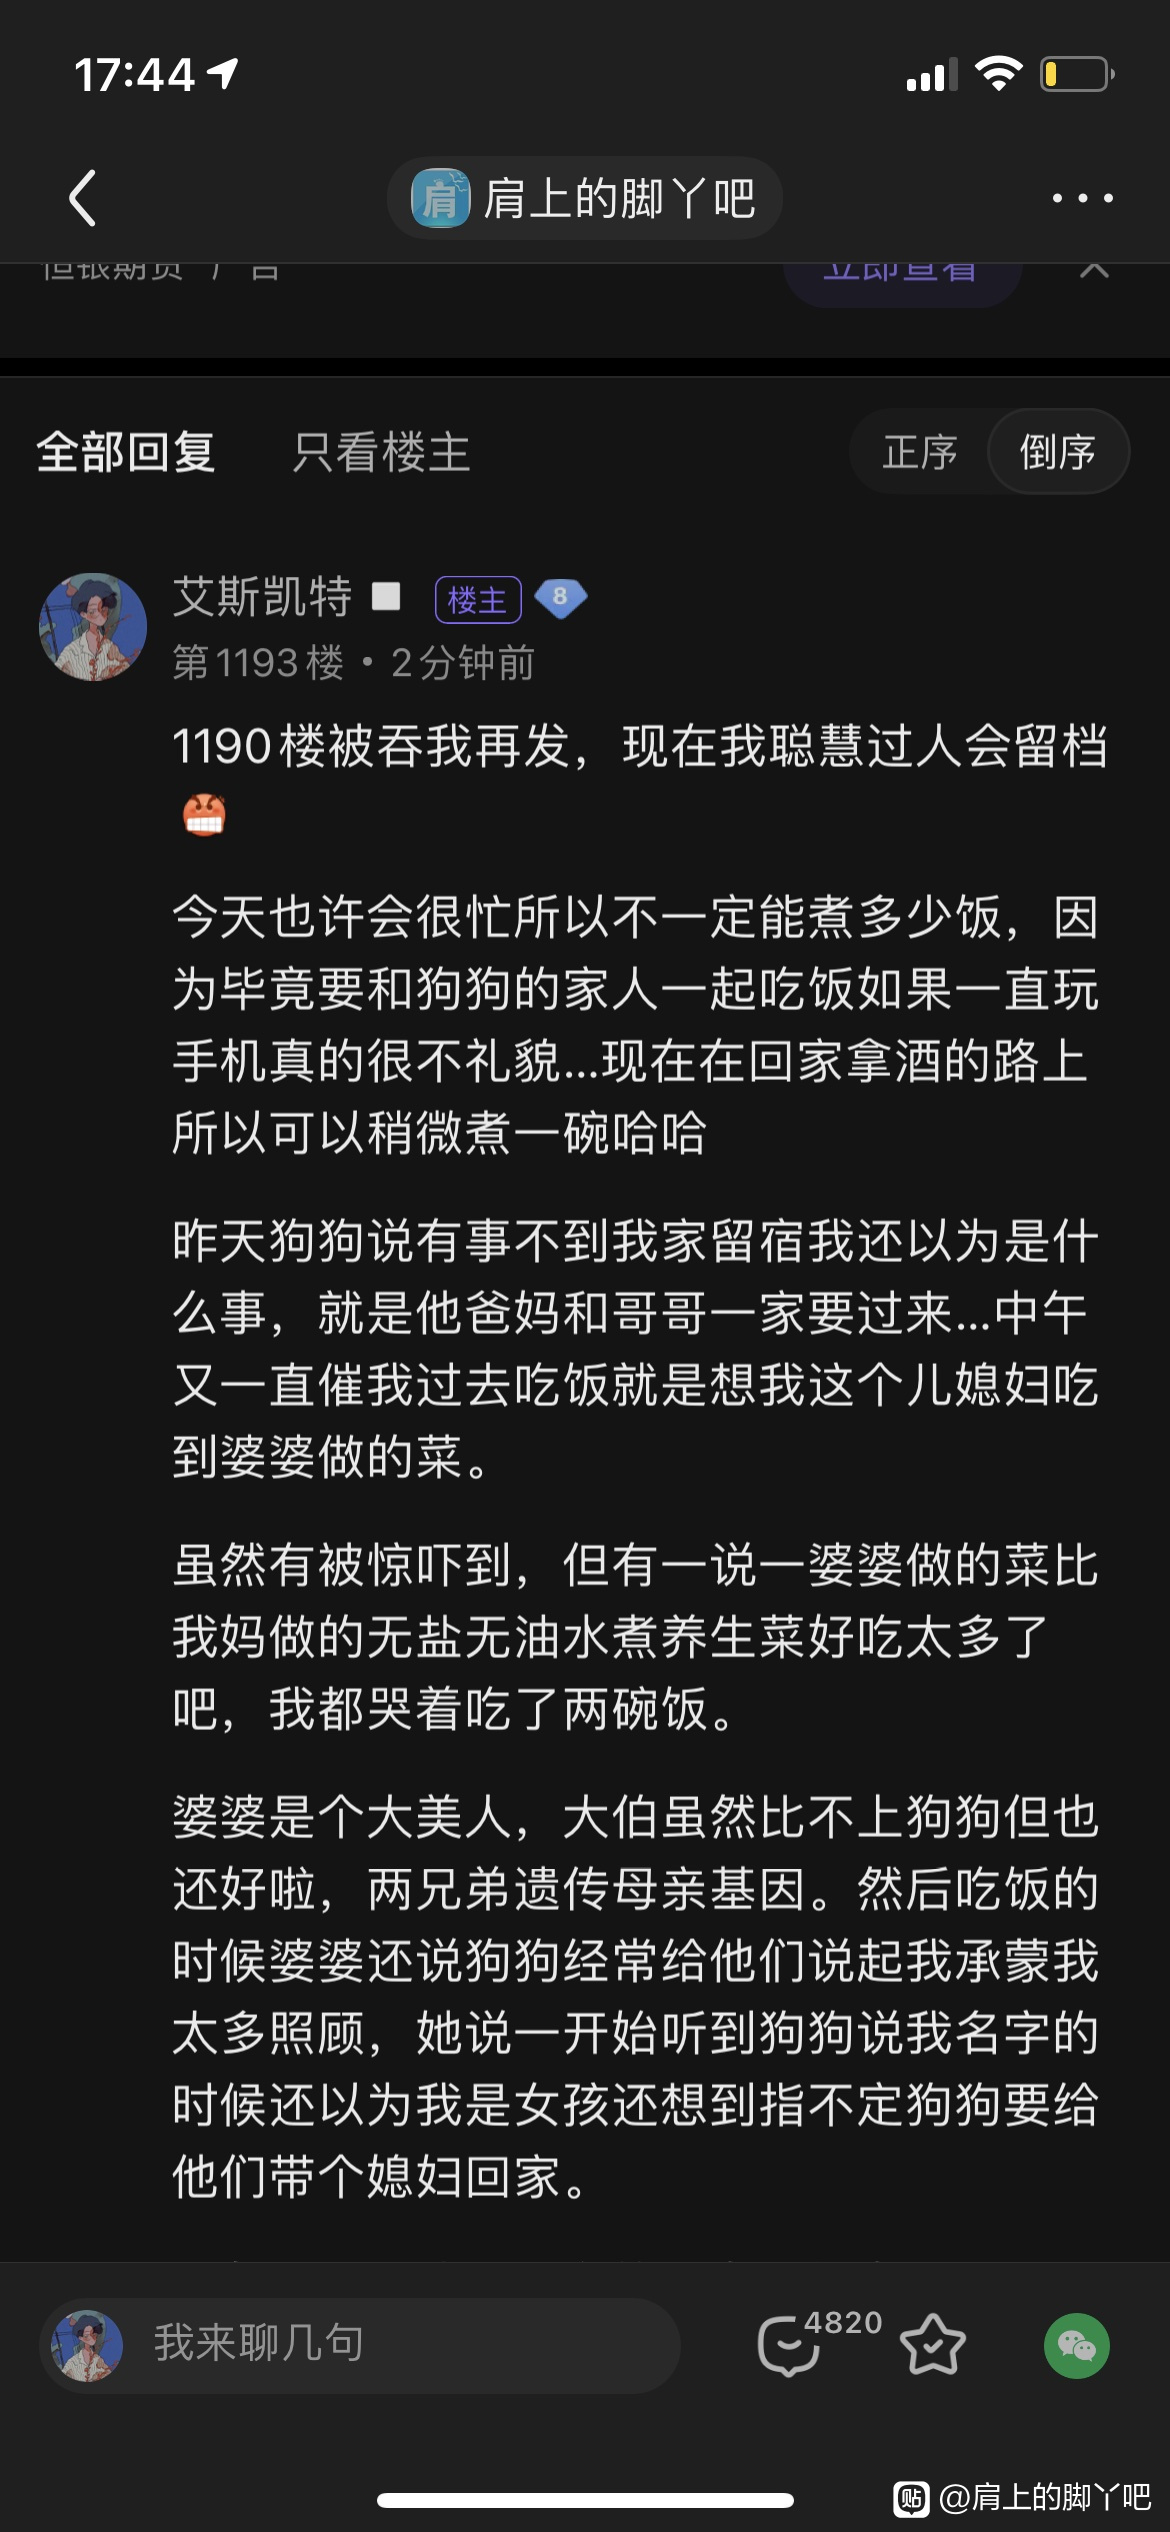 17:44
肩 肩上的脚丫吧
恒银期货 广告 立即查看
全部回复 只看楼主 正序 倒序
艾斯凯特 楼主 8
第1193楼·2分钟前
1190楼被吞我再发，现在我聪慧过人会留档
今天也许会很忙所以不一定能煮多少饭，因
为毕竟要和狗狗的家人一起吃饭如果一直玩
手机真的很不礼貌...现在在回家拿酒的路上
所以可以稍微煮一碗哈哈
昨天狗狗说有事不到我家留宿我还以为是什
么事，就是他爸妈和哥哥一家要过来...中午
又一直催我过去吃饭就是想我这个儿媳妇吃
到婆婆做的菜。
虽然有被惊吓到，但有一说一婆婆做的菜比
我妈做的无盐无油水煮养生菜好吃太多了
吧，我都哭着吃了两碗饭。
婆婆是个大美人，大伯虽然比不上狗狗但也
还好啦，两兄弟遗传母亲基因。然后吃饭的
时候婆婆还说狗狗经常给他们说起我承蒙我
太多照顾，她说一开始听到狗狗说我名字的
时候还以为我是女孩还想到指不定狗狗要给
他们带个媳妇回家。
我来聊几句 4820
贴 @肩上的脚丫吧